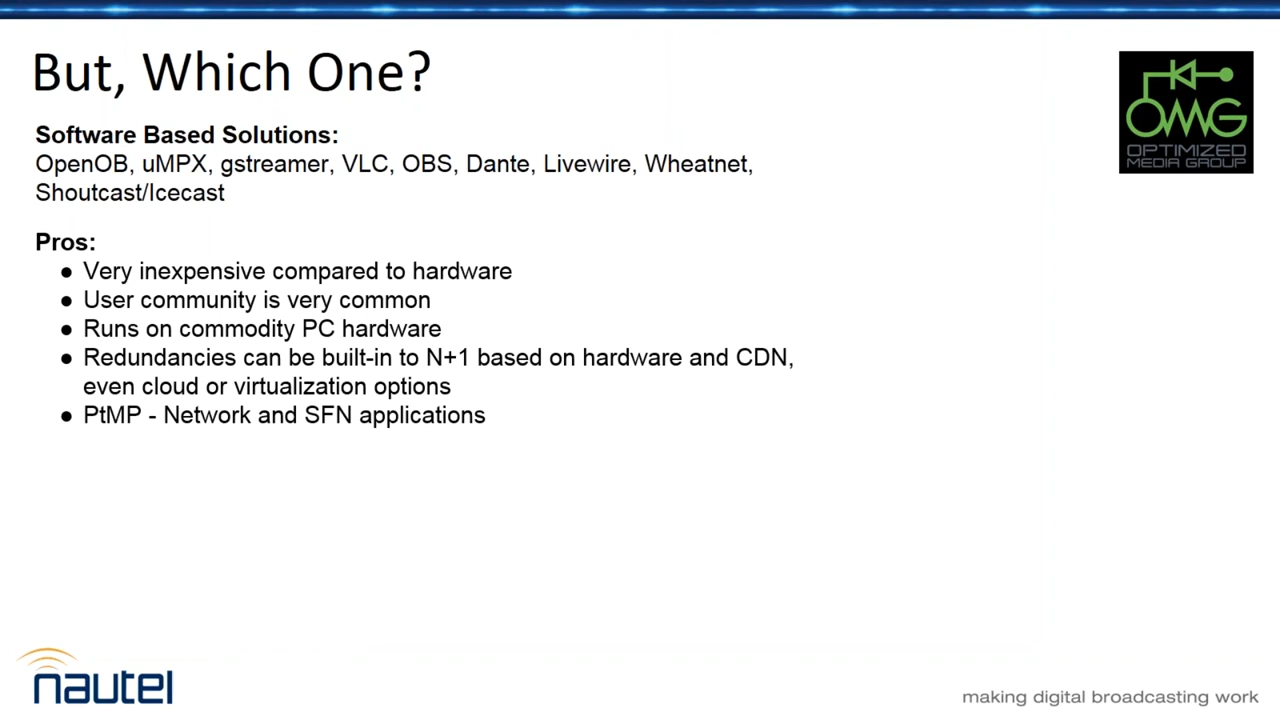 But, Which One?
OMG
OPTIMIZED
MEDIA GROUP
Software Based Solutions:
OpenOB, uMPX, gstreamer, VLC, OBS, Dante, Livewire, Wheatnet,
Shoutcast/Icecast
Pros:
● Very inexpensive compared to hardware
● User community is very common
● Runs on commodity PC hardware
● Redundancies can be built-in to N+1 based on hardware and CDN,
even cloud or virtualization options
● PtMP - Network and SFN applications
nautel
making digital broadcasting work